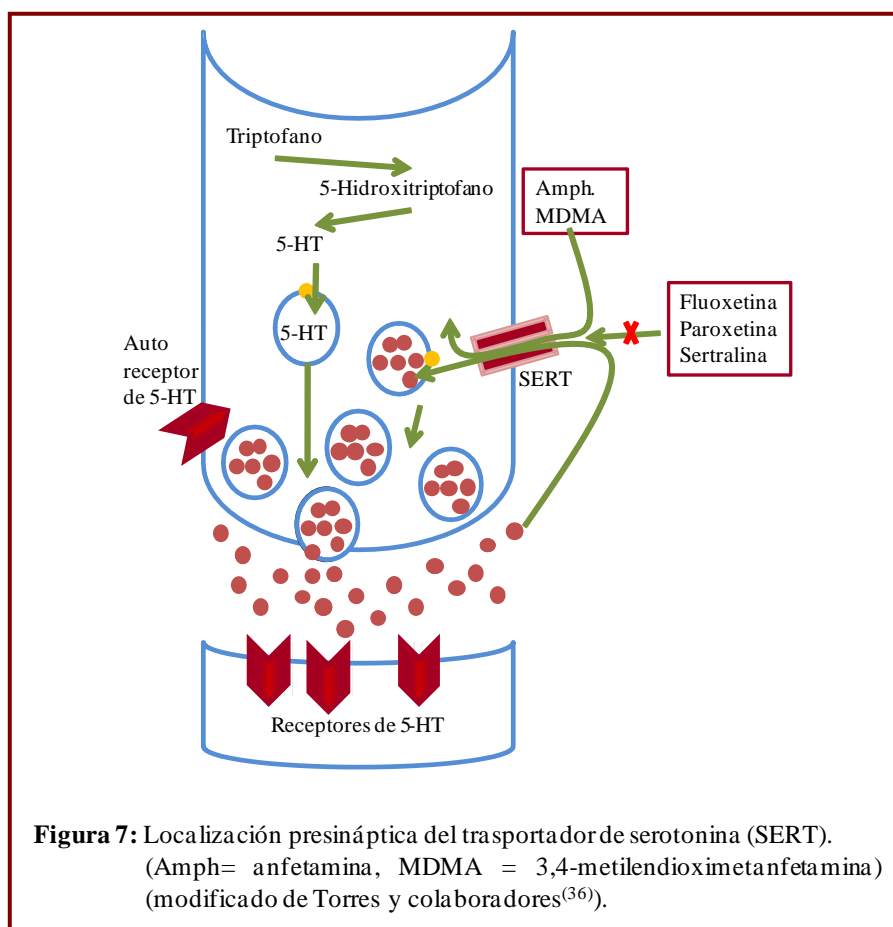 Triptofano
5-Hidroxitriptofano
5-HT
5-HT
Amph.
MDMA
Fluoxetina
Paroxetina
Sertralina
SERT
Auto
receptor
de 5-HT
Receptores de 5-HT
Figura 7: Localización presináptica del trasportador de serotonina (SERT).
(Amph= anfetamina, MDMA = 3,4-metilendioximetanfetamina)
(modificado de Torres y colaboradores(36)).